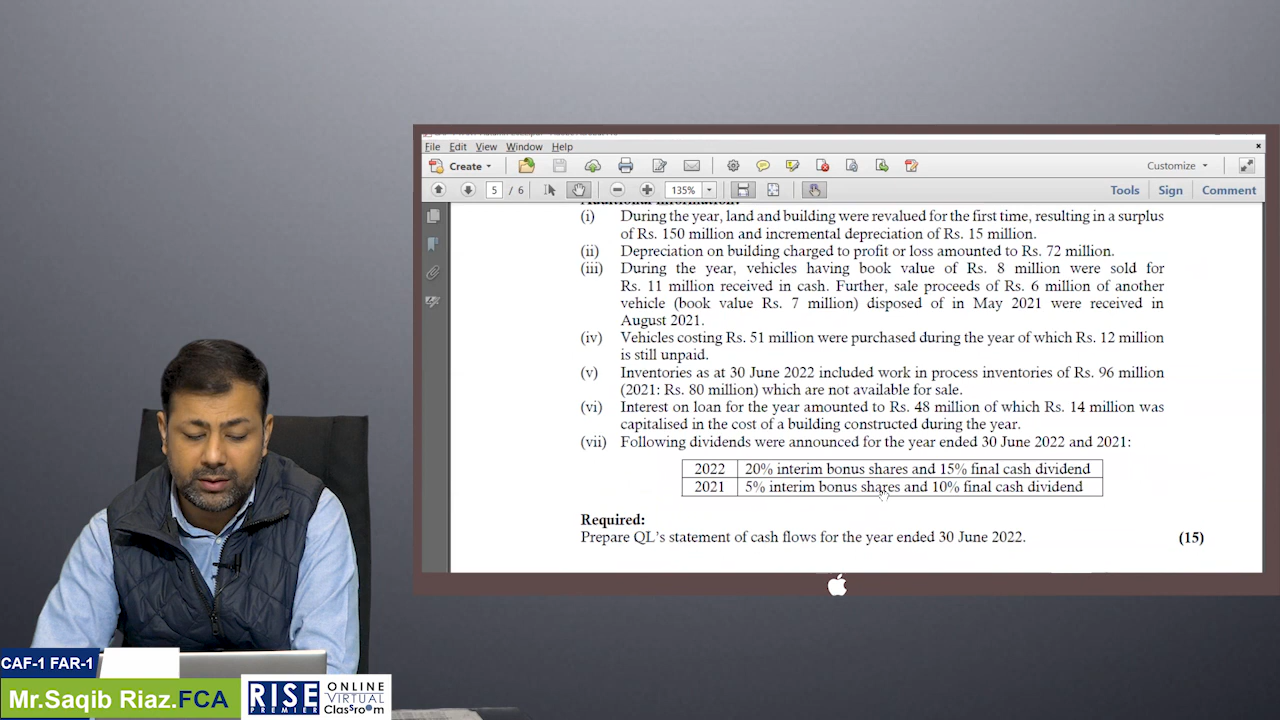 File Edit View Window Help
Create
5 / 6
135%
Customize
Tools Sign Comment
Additional information:
(i) During the year, land and building were revalued for the first time, resulting in a surplus
of Rs. 150 million and incremental depreciation of Rs. 15 million.
(ii) Depreciation on building charged to profit or loss amounted to Rs. 72 million.
(iii) During the year, vehicles having book value of Rs. 8 million were sold for
Rs. 11 million received in cash. Further, sale proceeds of Rs. 6 million of another
vehicle (book value Rs. 7 million) disposed of in May 2021 were received in
August 2021.
(iv) Vehicles costing Rs. 51 million were purchased during the year of which Rs. 12 million
is still unpaid.
(v) Inventories as at 30 June 2022 included work in process inventories of Rs. 96 million
(2021: Rs. 80 million) which are not available for sale.
(vi) Interest on loan for the year amounted to Rs. 48 million of which Rs. 14 million was
capitalised in the cost of a building constructed during the year.
(vii) Following dividends were announced for the year ended 30 June 2022 and 2021:
2022 20% interim bonus shares and 15% final cash dividend
2021 5% interim bonus shares and 10% final cash dividend
Required:
Prepare QL's statement of cash flows for the year ended 30 June 2022. (15)
CAF-1 FAR-1
Mr.Saqib Riaz.FCA
RISE
PREMIER
ONLINE
VIRTUAL
Classroom